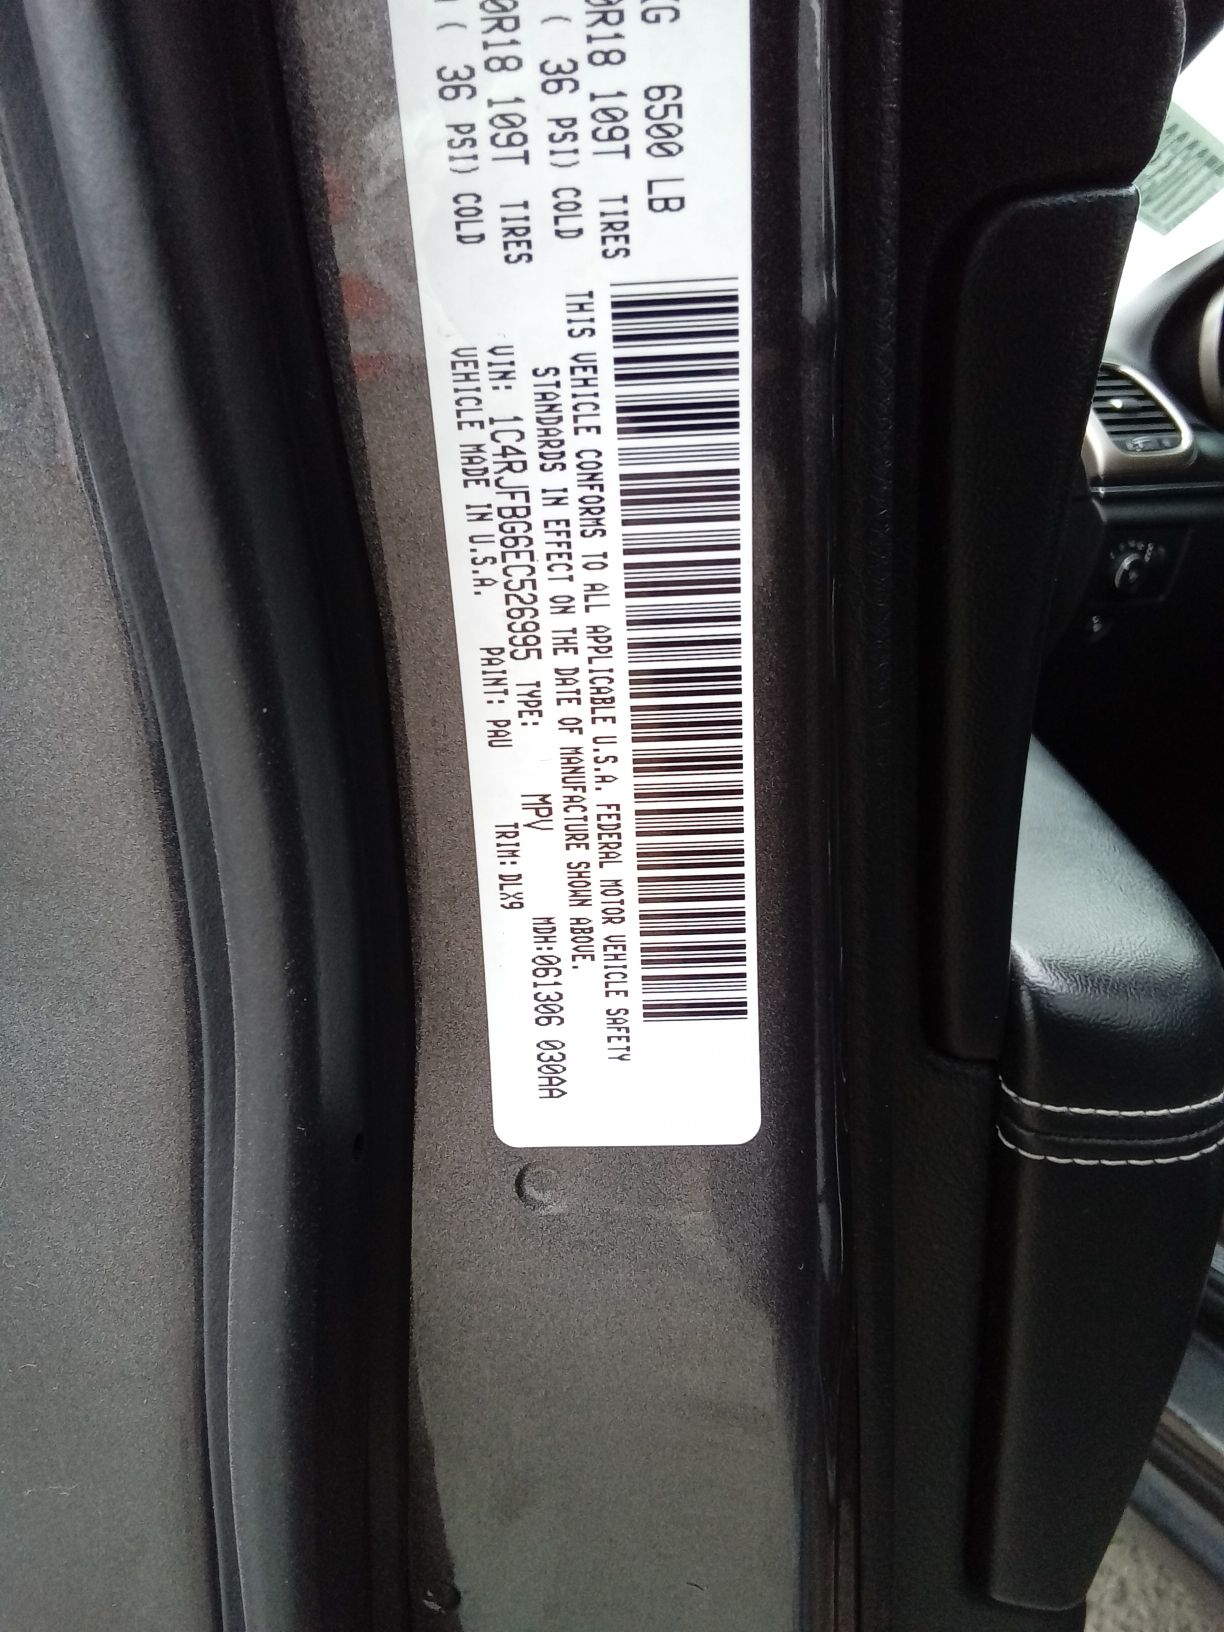 KG 6500 LB
0R18 109T TIRES
( 36 PSI) COLD
0R18 109T TIRES
( 36 PSI) COLD
THIS VEHICLE CONFORMS TO ALL APPLICABLE U.S.A. FEDERAL MOTOR VEHICLE SAFETY
STANDARDS IN EFFECT ON THE DATE OF MANUFACTURE SHOWN ABOVE.
VIN: 1C4RJFBG6EC526995 TYPE: MPV MDH:061306 030AA
VEHICLE MADE IN U.S.A. PAINT: PAU TRIM: DLX9